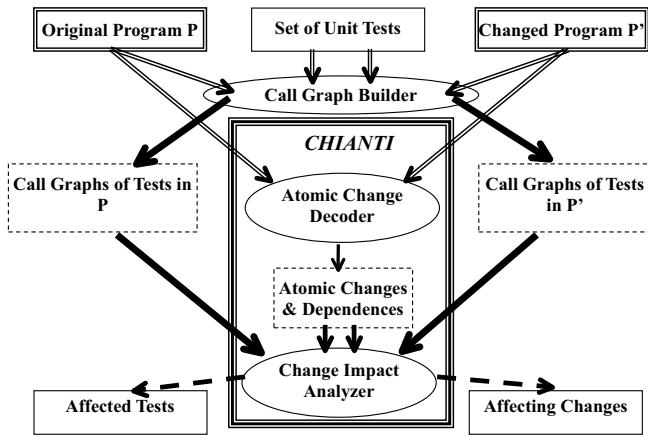 Original Program P
Set of Unit Tests
Changed Program P’
Call Graph Builder
CHIANTI
Call Graphs of Tests in
P
Call Graphs of Tests
in P’
Atomic Change
Decoder
Atomic Changes
& Dependences
Change Impact
Analyzer
Affected Tests
Affecting Changes